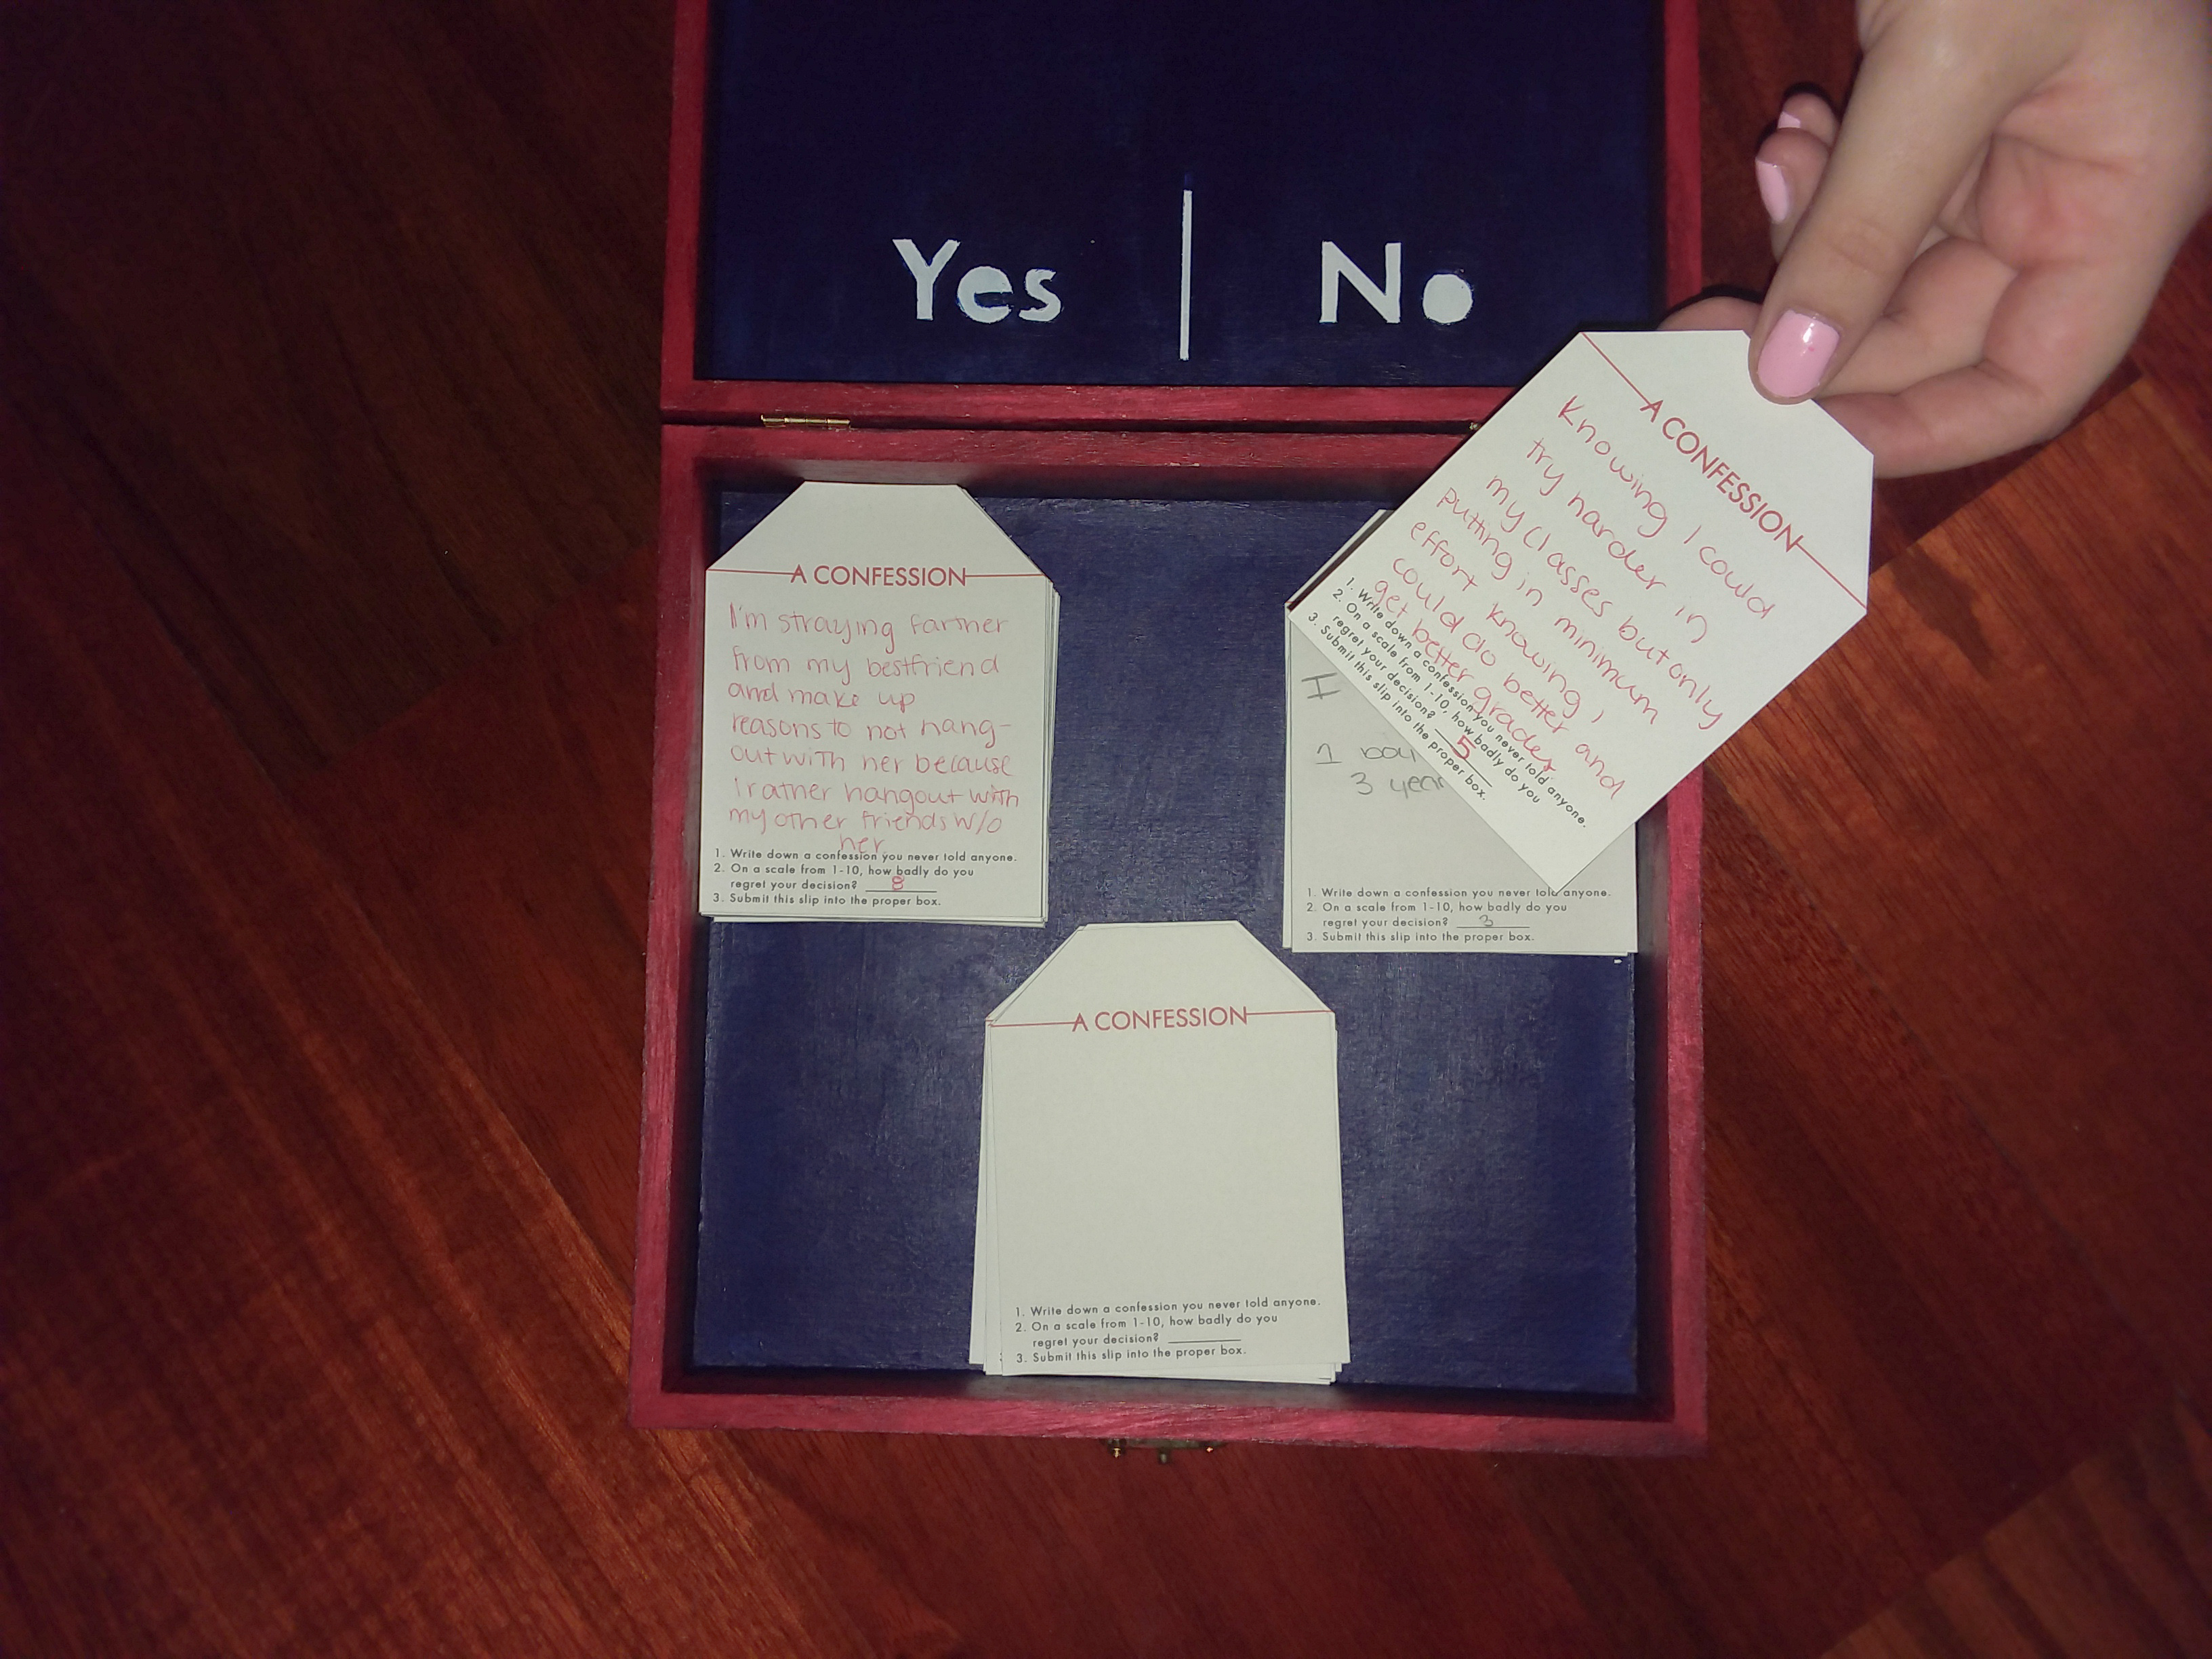 Yes | No
A CONFESSION
I'm straying farther
from my bestfriend
and make up
reasons to not hang-
out with her because
I rather hangout with
my other friends w/o
her
1. Write down a confession you never told anyone.
2. On a scale from 1-10, how badly do you
regret your decision? 8
3. Submit this slip into the proper box.
A CONFESSION
Knowing I could
try harder in
my classes but only
putting in minimum
effort knowing I
could do better and
get better grades
1. Write down a confession you never told anyone.
2. On a scale from 1-10, how badly do you
regret your decision? 5
3. Submit this slip into the proper box.
I
1
3 year
1. Write down a confession you never told anyone.
2. On a scale from 1-10, how badly do you
regret your decision? 3
3. Submit this slip into the proper box.
A CONFESSION
1. Write down a confession you never told anyone.
2. On a scale from 1-10, how badly do you
regret your decision?
3. Submit this slip into the proper box.